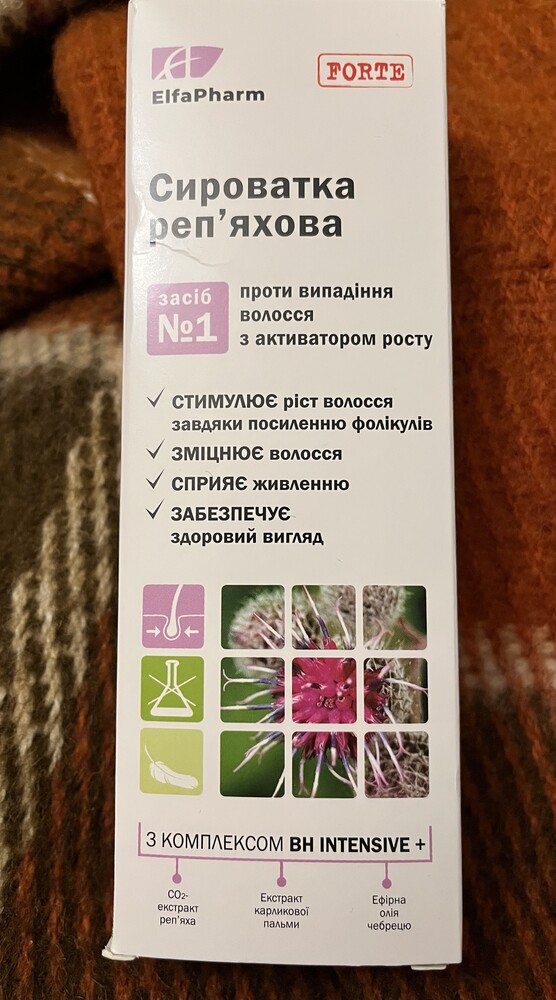 ElfaPharm
FORTE
Сироватка
реп’яхова
засіб
№1
проти випадіння
волосся
з активатором росту
СТИМУЛЮЄ ріст волосся
завдяки посиленню фолікулів
ЗМІЦНЮЄ волосся
СПРИЯЄ живленню
ЗАБЕЗПЕЧУЄ
здоровий вигляд
З КОМПЛЕКСОМ BH INTENSIVE +
CO₂-
екстракт
реп’яха
Екстракт
карликової
пальми
Ефірна
олія
чебрецю